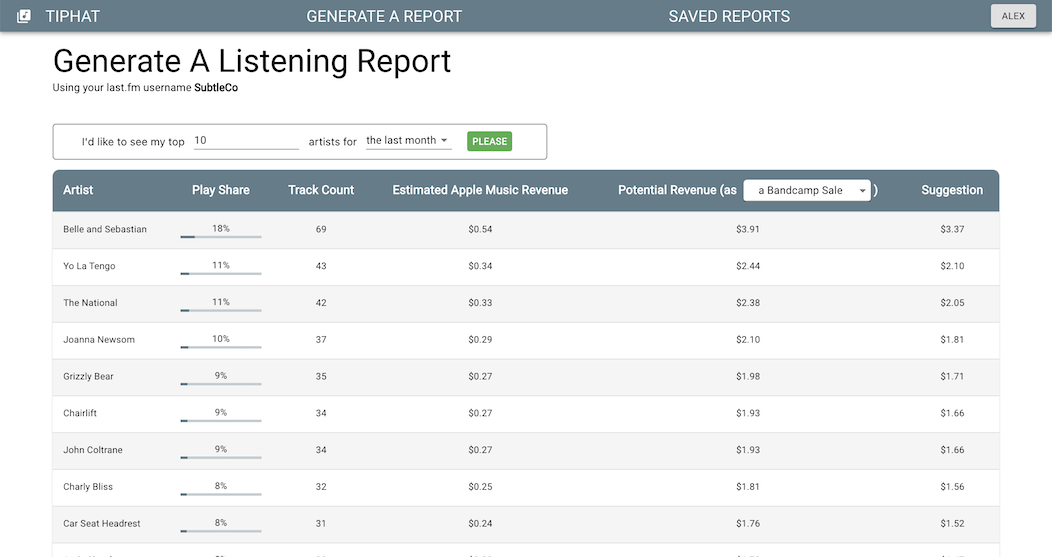 TIPHAT GENERATE A REPORT SAVED REPORTS ALEX
Generate A Listening Report
Using your last.fm username SubtleCo
I'd like to see my top 10 artists for the last month PLEASE
Artist Play Share Track Count Estimated Apple Music Revenue Potential Revenue (as a Bandcamp Sale ) Suggestion
Belle and Sebastian 18% 69 $0.54 $3.91 $3.37
Yo La Tengo 11% 43 $0.34 $2.44 $2.10
The National 11% 42 $0.33 $2.38 $2.05
Joanna Newsom 10% 37 $0.29 $2.10 $1.81
Grizzly Bear 9% 35 $0.27 $1.98 $1.71
Chairlift 9% 34 $0.27 $1.93 $1.66
John Coltrane 9% 34 $0.27 $1.93 $1.66
Charly Bliss 8% 32 $0.25 $1.81 $1.56
Car Seat Headrest 8% 31 $0.24 $1.76 $1.52